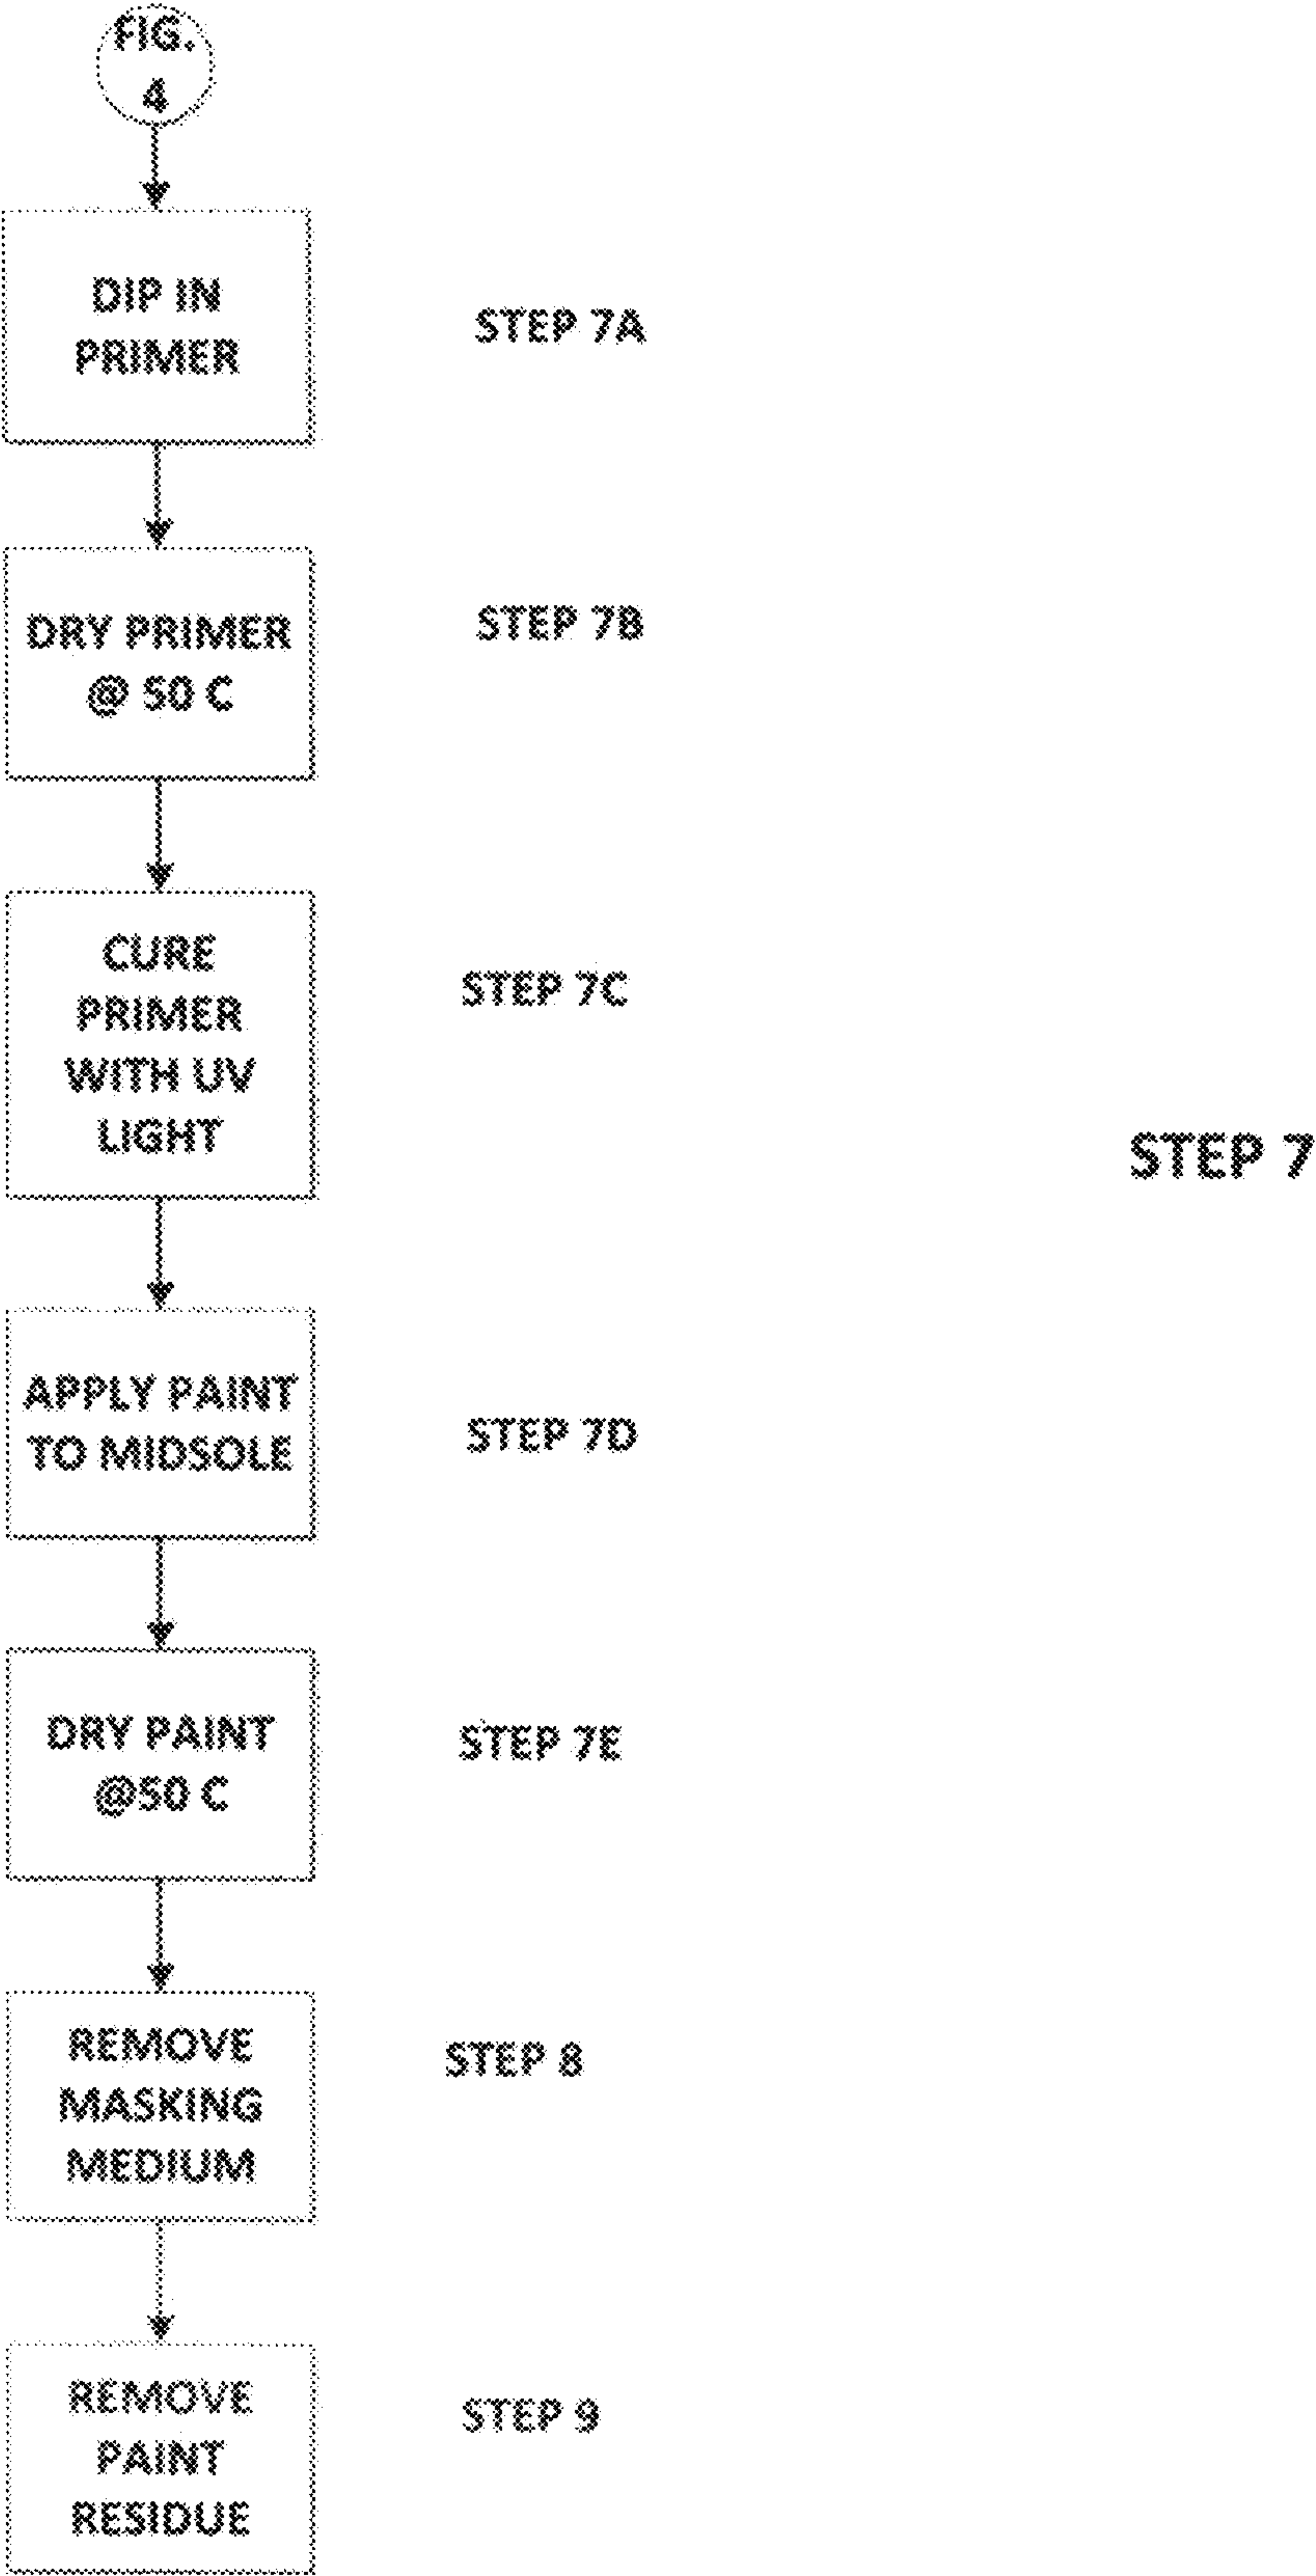 FIG.
4
DIP IN
PRIMER
STEP 7A
DRY PRIMER
@ 50 C
STEP 7B
CURE
PRIMER
WITH UV
LIGHT
STEP 7C
STEP 7
APPLY PAINT
TO MIDSOLE
STEP 7D
DRY PAINT
@50 C
STEP 7E
REMOVE
MASKING
MEDIUM
STEP 8
REMOVE
PAINT
RESIDUE
STEP 9